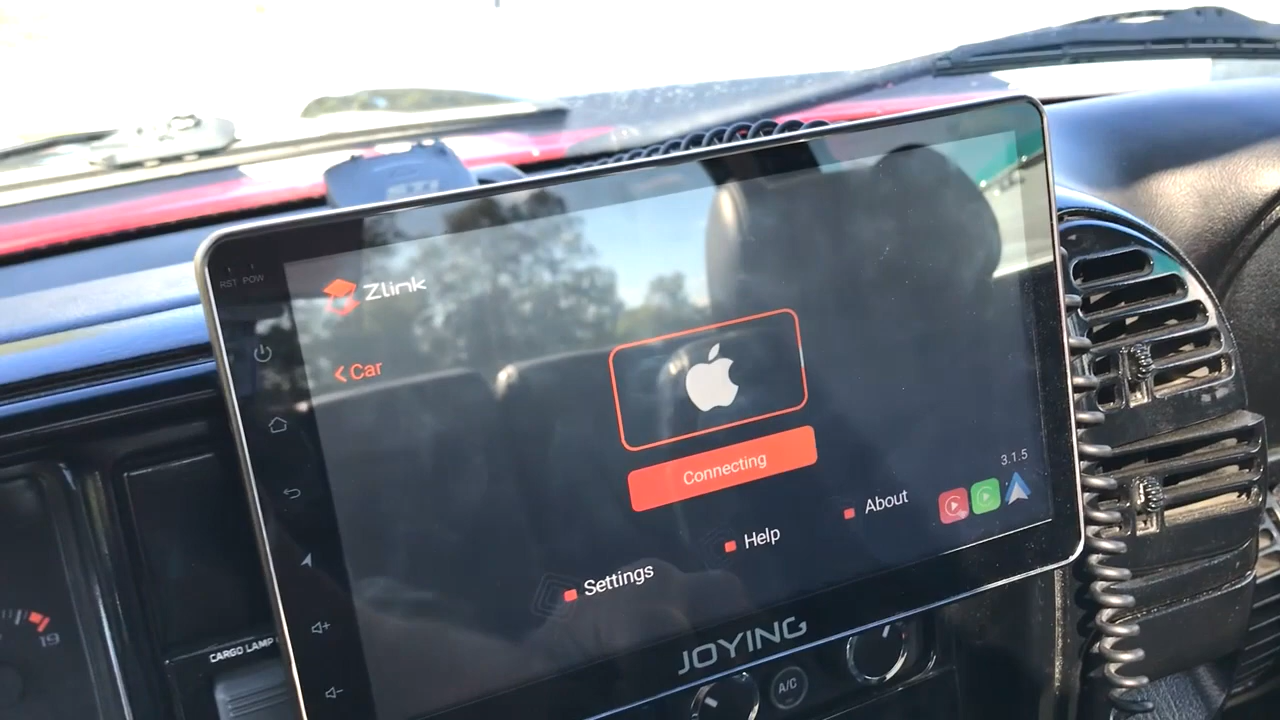 RST POW
Zlink
Car
Connecting
3.1.5
About
Help
Settings
JOYING
A/C
19
CARGO LAMP